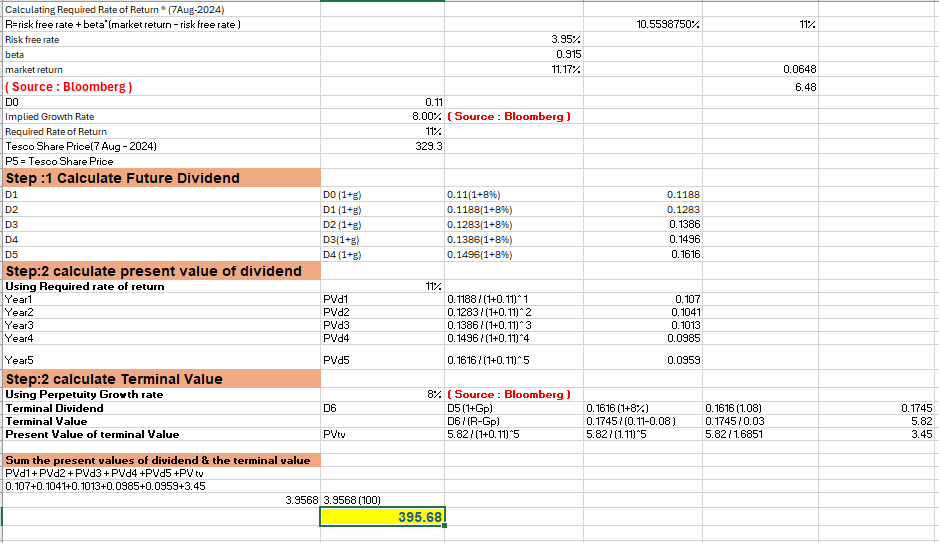 Calculating Required Rate of Return * (7Aug-2024)
R=risk free rate + beta*(market return - risk free rate ) 10.5598750% 11%
Risk free rate 3.95%
beta 0.915
market return 11.17% 0.0648
( Source : Bloomberg ) 6.48
D0 0.11
Implied Growth Rate 8.00% ( Source : Bloomberg )
Required Rate of Return 11%
Tesco Share Price(7 Aug - 2024) 329.3
P5 = Tesco Share Price
Step :1 Calculate Future Dividend
D1 D0 (1+g) 0.11(1+8%) 0.1188
D2 D1 (1+g) 0.1188(1+8%) 0.1283
D3 D2 (1+g) 0.1283(1+8%) 0.1386
D4 D3(1+g) 0.1386(1+8%) 0.1496
D5 D4 (1+g) 0.1496(1+8%) 0.1616
Step:2 calculate present value of dividend
Using Required rate of return 11%
Year1 PVd1 0.1188 / (1+0.11)^1 0.107
Year2 PVd2 0.1283 / (1+0.11)^2 0.1041
Year3 PVd3 0.1386 / (1+0.11)^3 0.1013
Year4 PVd4 0.1496 / (1+0.11)^4 0.0985
Year5 PVd5 0.1616 / (1+0.11)^5 0.0959
Step:2 calculate Terminal Value
Using Perpetuity Growth rate 8% ( Source : Bloomberg )
Terminal Dividend D6 D5 (1+Gp) 0.1616 (1+8%) 0.1616 (1.08) 0.1745
Terminal Value D6 / (R-Gp) 0.1745 / (0.11-0.08 ) 0.1745 / 0.03 5.82
Present Value of terminal Value PVtv 5.82 / (1+0.11)^5 5.82 / (1.11)^5 5.82 / 1.6851 3.45
Sum the present values of dividend & the terminal value
PVd1 + PVd2 + PVd3 + PVd4 +PVd5 +PV tv
0.107+0.1041+0.1013+0.0985+0.0959+3.45
3.9568 3.9568 (100)
395.68